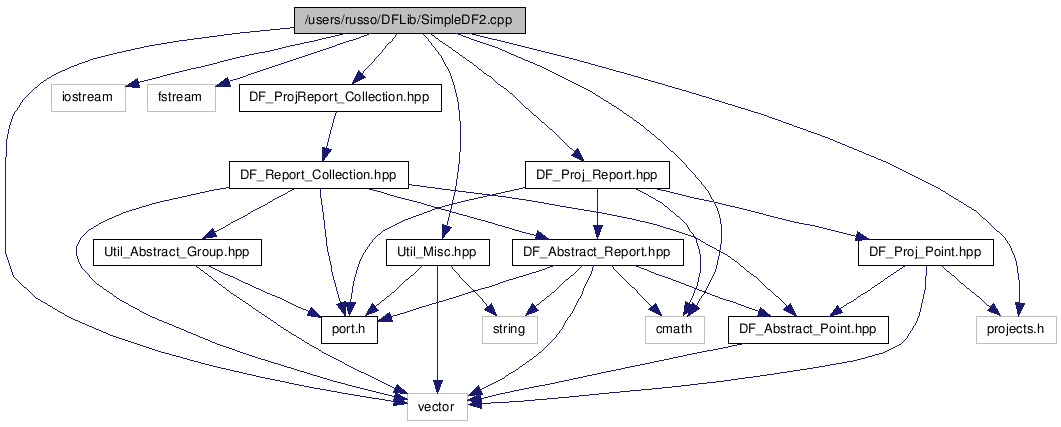 /users/russo/DFLib/SimpleDF2.cpp
iostream
fstream
DF_ProjReport_Collection.hpp
DF_Report_Collection.hpp
DF_Proj_Report.hpp
Util_Abstract_Group.hpp
Util_Misc.hpp
DF_Abstract_Report.hpp
DF_Proj_Point.hpp
port.h
string
cmath
DF_Abstract_Point.hpp
projects.h
vector